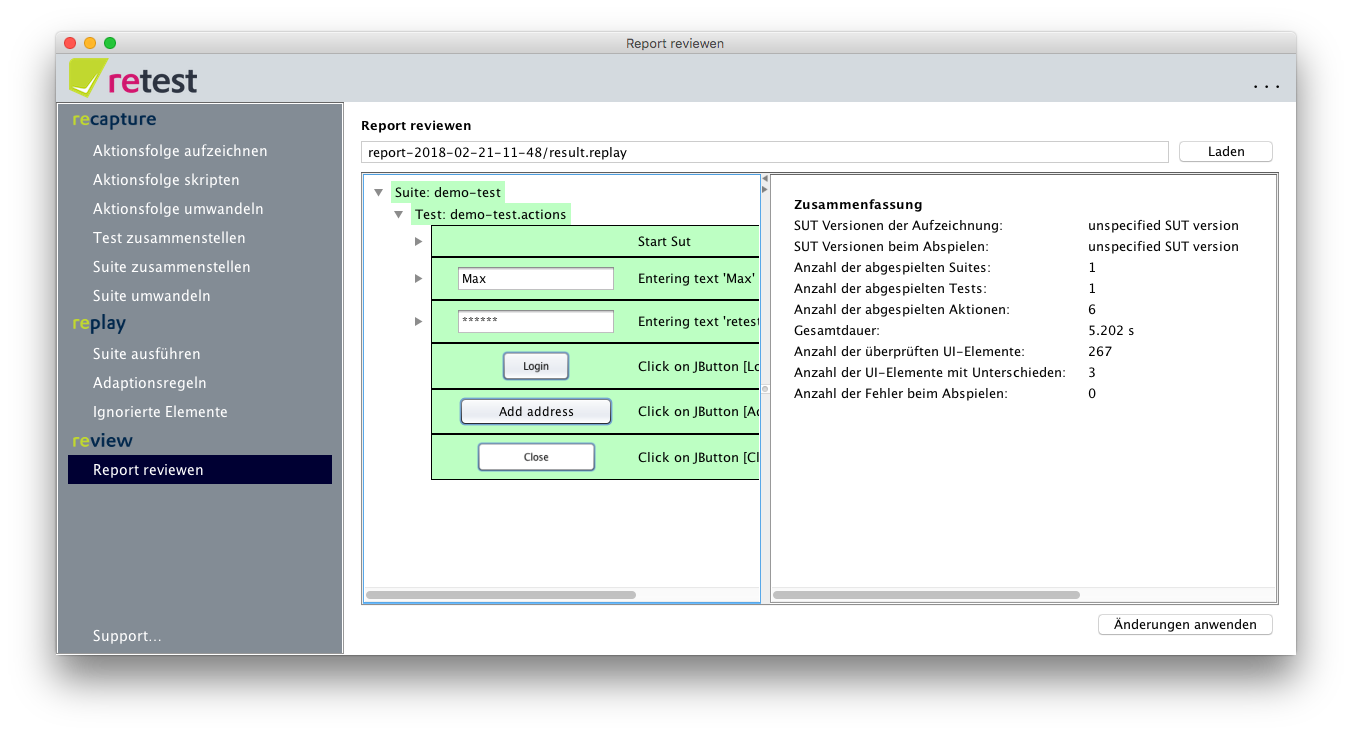 Report reviewen
retest
...
recapture
Aktionsfolge aufzeichnen
Aktionsfolge skripten
Aktionsfolge umwandeln
Test zusammenstellen
Suite zusammenstellen
Suite umwandeln
replay
Suite ausführen
Adaptionsregeln
Ignorierte Elemente
review
Report reviewen
Support...
Report reviewen
report-2018-02-21-11-48/result.replay
Laden
Suite: demo-test
Test: demo-test.actions
Start Sut
Max Entering text 'Max'
****** Entering text 'retest
Login Click on JButton [Lo
Add address Click on JButton [Ad
Close Click on JButton [Cl
Zusammenfassung
SUT Versionen der Aufzeichnung: unspecified SUT version
SUT Versionen beim Abspielen: unspecified SUT version
Anzahl der abgespielten Suites: 1
Anzahl der abgespielten Tests: 1
Anzahl der abgespielten Aktionen: 6
Gesamtdauer: 5.202 s
Anzahl der überprüften UI-Elemente: 267
Anzahl der UI-Elemente mit Unterschieden: 3
Anzahl der Fehler beim Abspielen: 0
Änderungen anwenden